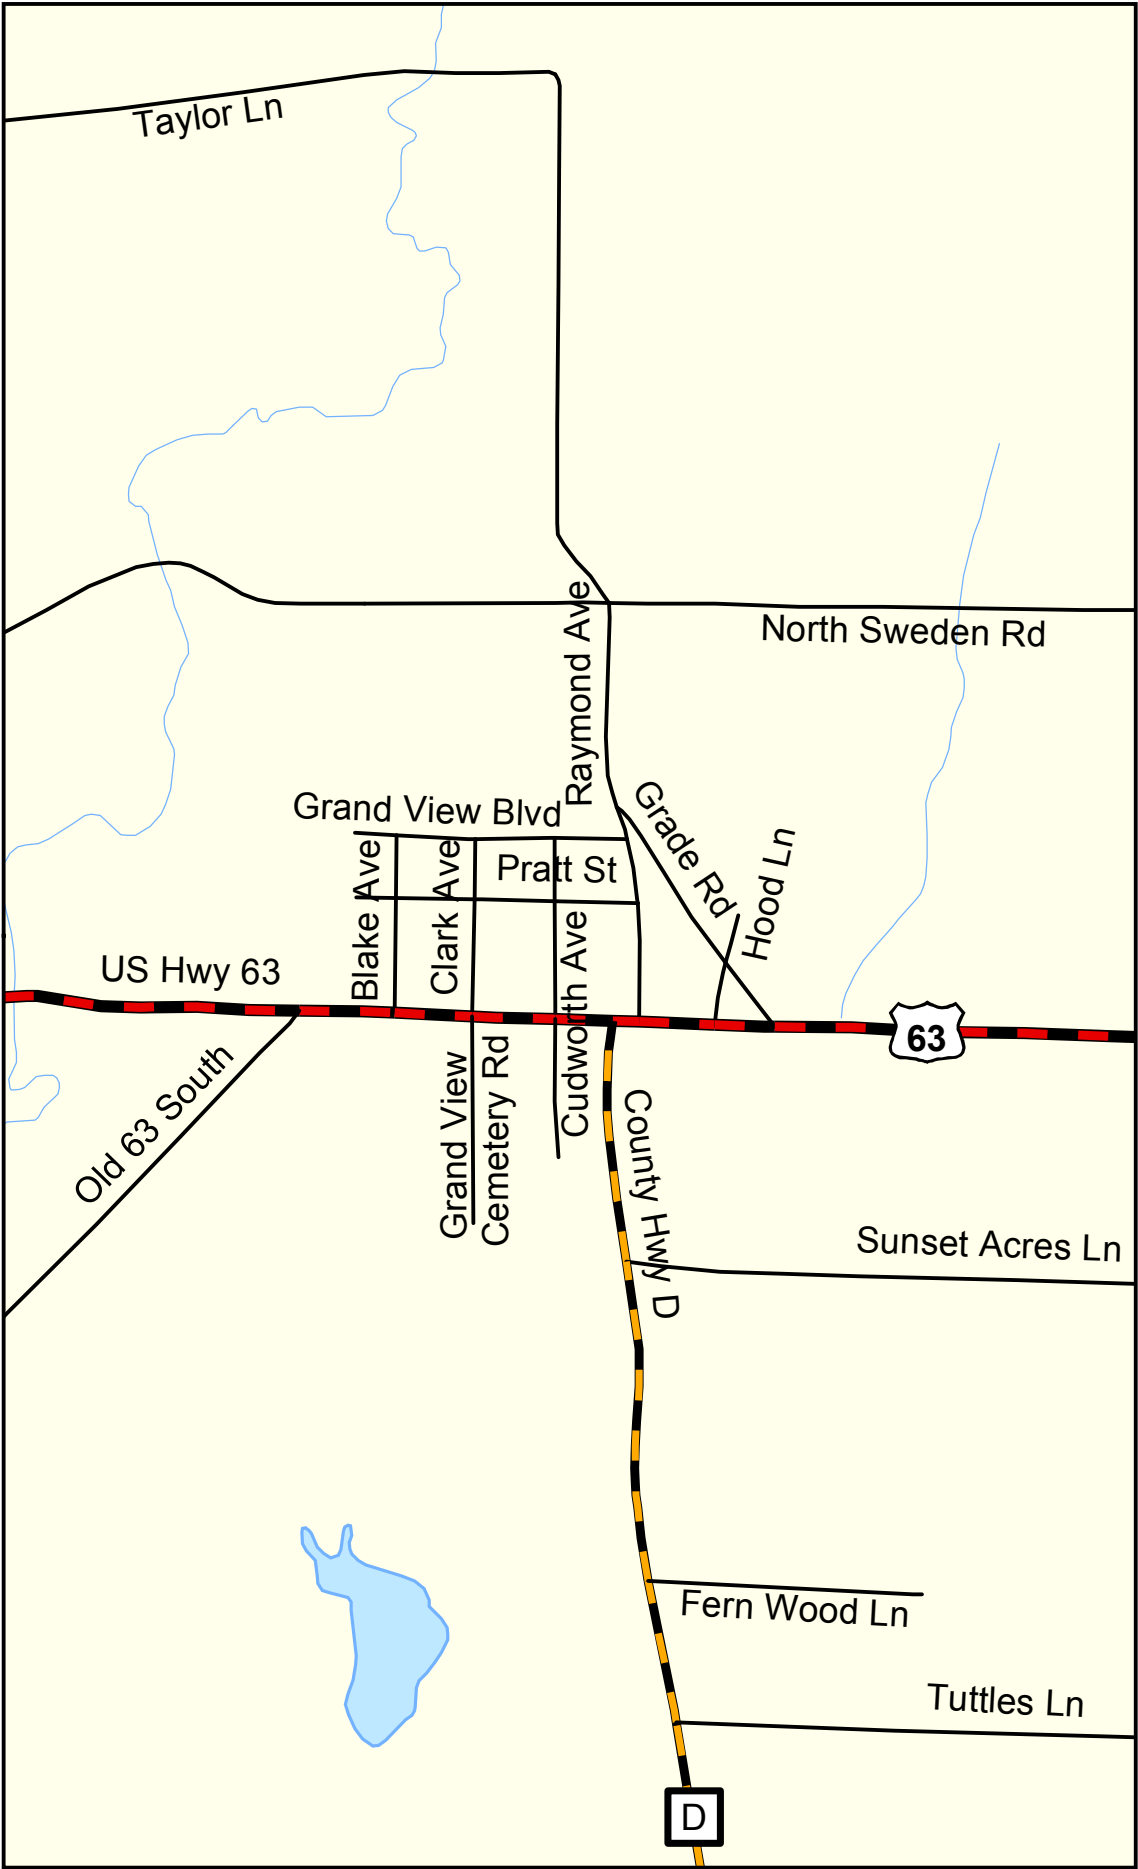 Taylor Ln
North Sweden Rd
Raymond Ave
Grand View Blvd
Grade Rd
Hood Ln
Pratt St
Blake Ave
Clark Ave
Cudworth Ave
US Hwy 63
63
Old 63 South
Grand View
Cemetery Rd
County Hwy D
Sunset Acres Ln
Fern Wood Ln
Tuttles Ln
D